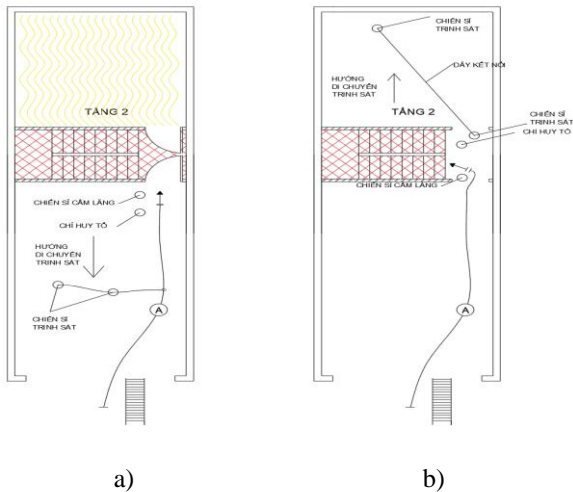 TẦNG 2
CHIẾN SĨ CẦM LĂNG
CHỈ HUY TỔ
HƯỚNG
DI CHUYỂN
TRINH SÁT
CHIẾN SĨ
TRINH SÁT
A
a)
CHIẾN SĨ
TRINH SÁT
DÂY KẾT NỐI
HƯỚNG
DI CHUYỂN
TRINH SÁT
TẦNG 2
CHIẾN SĨ
TRINH SÁT
CHỈ HUY TỔ
CHIẾN SĨ CẦM LĂNG
A
b)